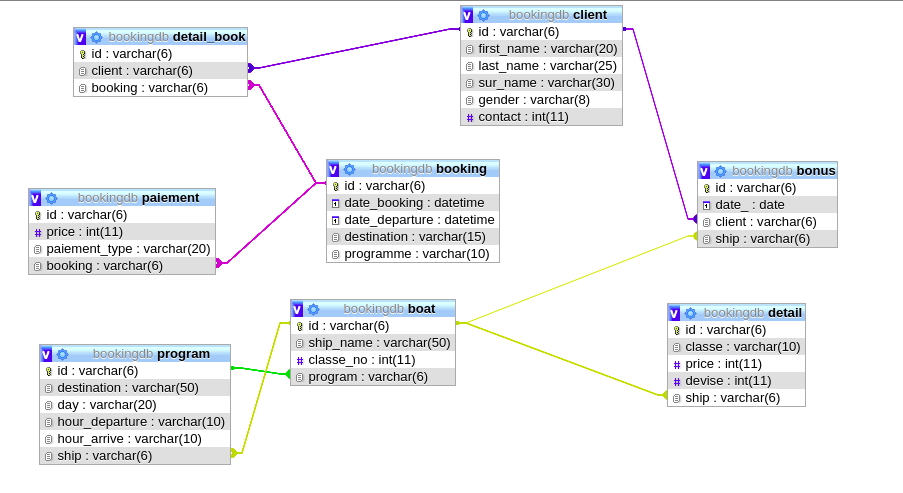 bookingdb detail_book
id : varchar(6)
client : varchar(6)
booking : varchar(6)
bookingdb client
id : varchar(6)
first_name : varchar(20)
last_name : varchar(25)
sur_name : varchar(30)
gender : varchar(8)
contact : int(11)
bookingdb paiement
id : varchar(6)
price : int(11)
paiement_type : varchar(20)
booking : varchar(6)
bookingdb booking
id : varchar(6)
date_booking : datetime
date_departure : datetime
destination : varchar(15)
programme : varchar(10)
bookingdb bonus
id : varchar(6)
date_ : date
client : varchar(6)
ship : varchar(6)
bookingdb program
id : varchar(6)
destination : varchar(50)
day : varchar(20)
hour_departure : varchar(10)
hour_arrive : varchar(10)
ship : varchar(6)
bookingdb boat
id : varchar(6)
ship_name : varchar(50)
classe_no : int(11)
program : varchar(6)
bookingdb detail
id : varchar(6)
classe : varchar(10)
price : int(11)
devise : int(11)
ship : varchar(6)